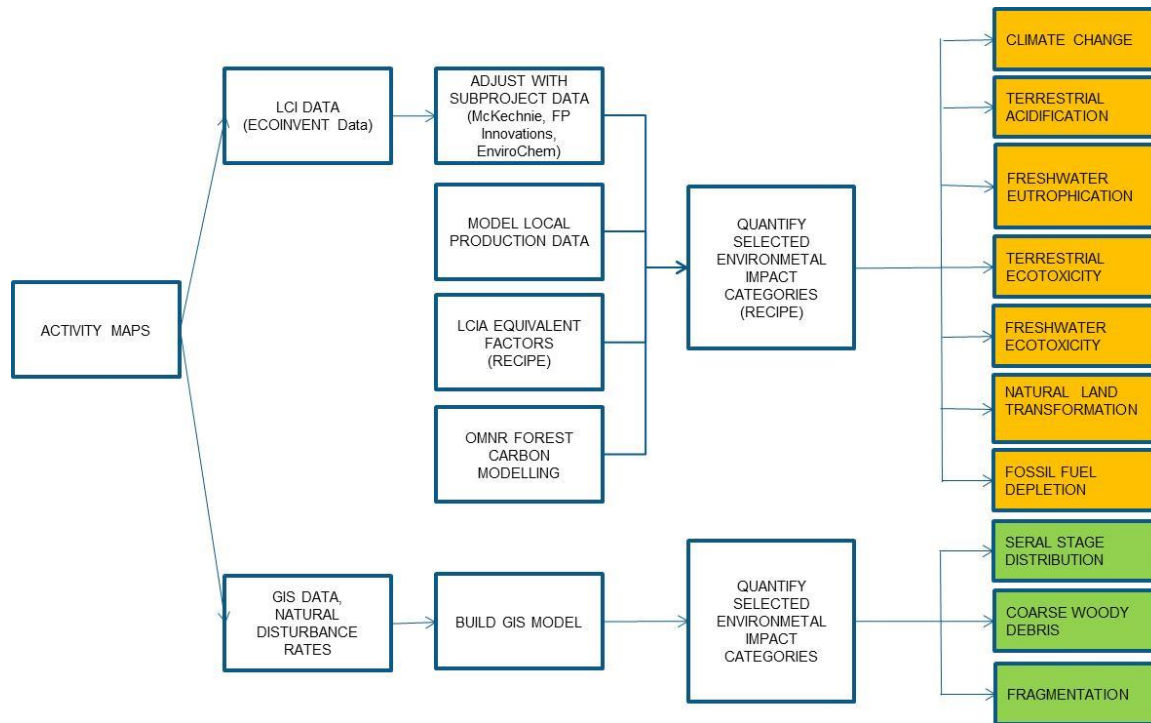 ACTIVITY MAPS
LCI DATA
(ECOINVENT Data)
ADJUST WITH
SUBPROJECT DATA
(McKechnie, FP
Innovations,
EnviroChem)
MODEL LOCAL
PRODUCTION DATA
LCIA EQUIVALENT
FACTORS
(RECIPE)
OMNR FOREST
CARBON
MODELLING
QUANTIFY
SELECTED
ENVIRONMETAL
IMPACT
CATEGORIES
(RECIPE)
CLIMATE CHANGE
TERRESTRIAL
ACIDIFICATION
FRESHWATER
EUTROPHICATION
TERRESTRIAL
ECOTOXICITY
FRESHWATER
ECOTOXICITY
NATURAL LAND
TRANSFORMATION
FOSSIL FUEL
DEPLETION
GIS DATA,
NATURAL
DISTURBANCE
RATES
BUILD GIS MODEL
QUANTIFY
SELECTED
ENVIRONMETAL
IMPACT
CATEGORIES
SERAL STAGE
DISTRIBUTION
COARSE WOODY
DEBRIS
FRAGMENTATION